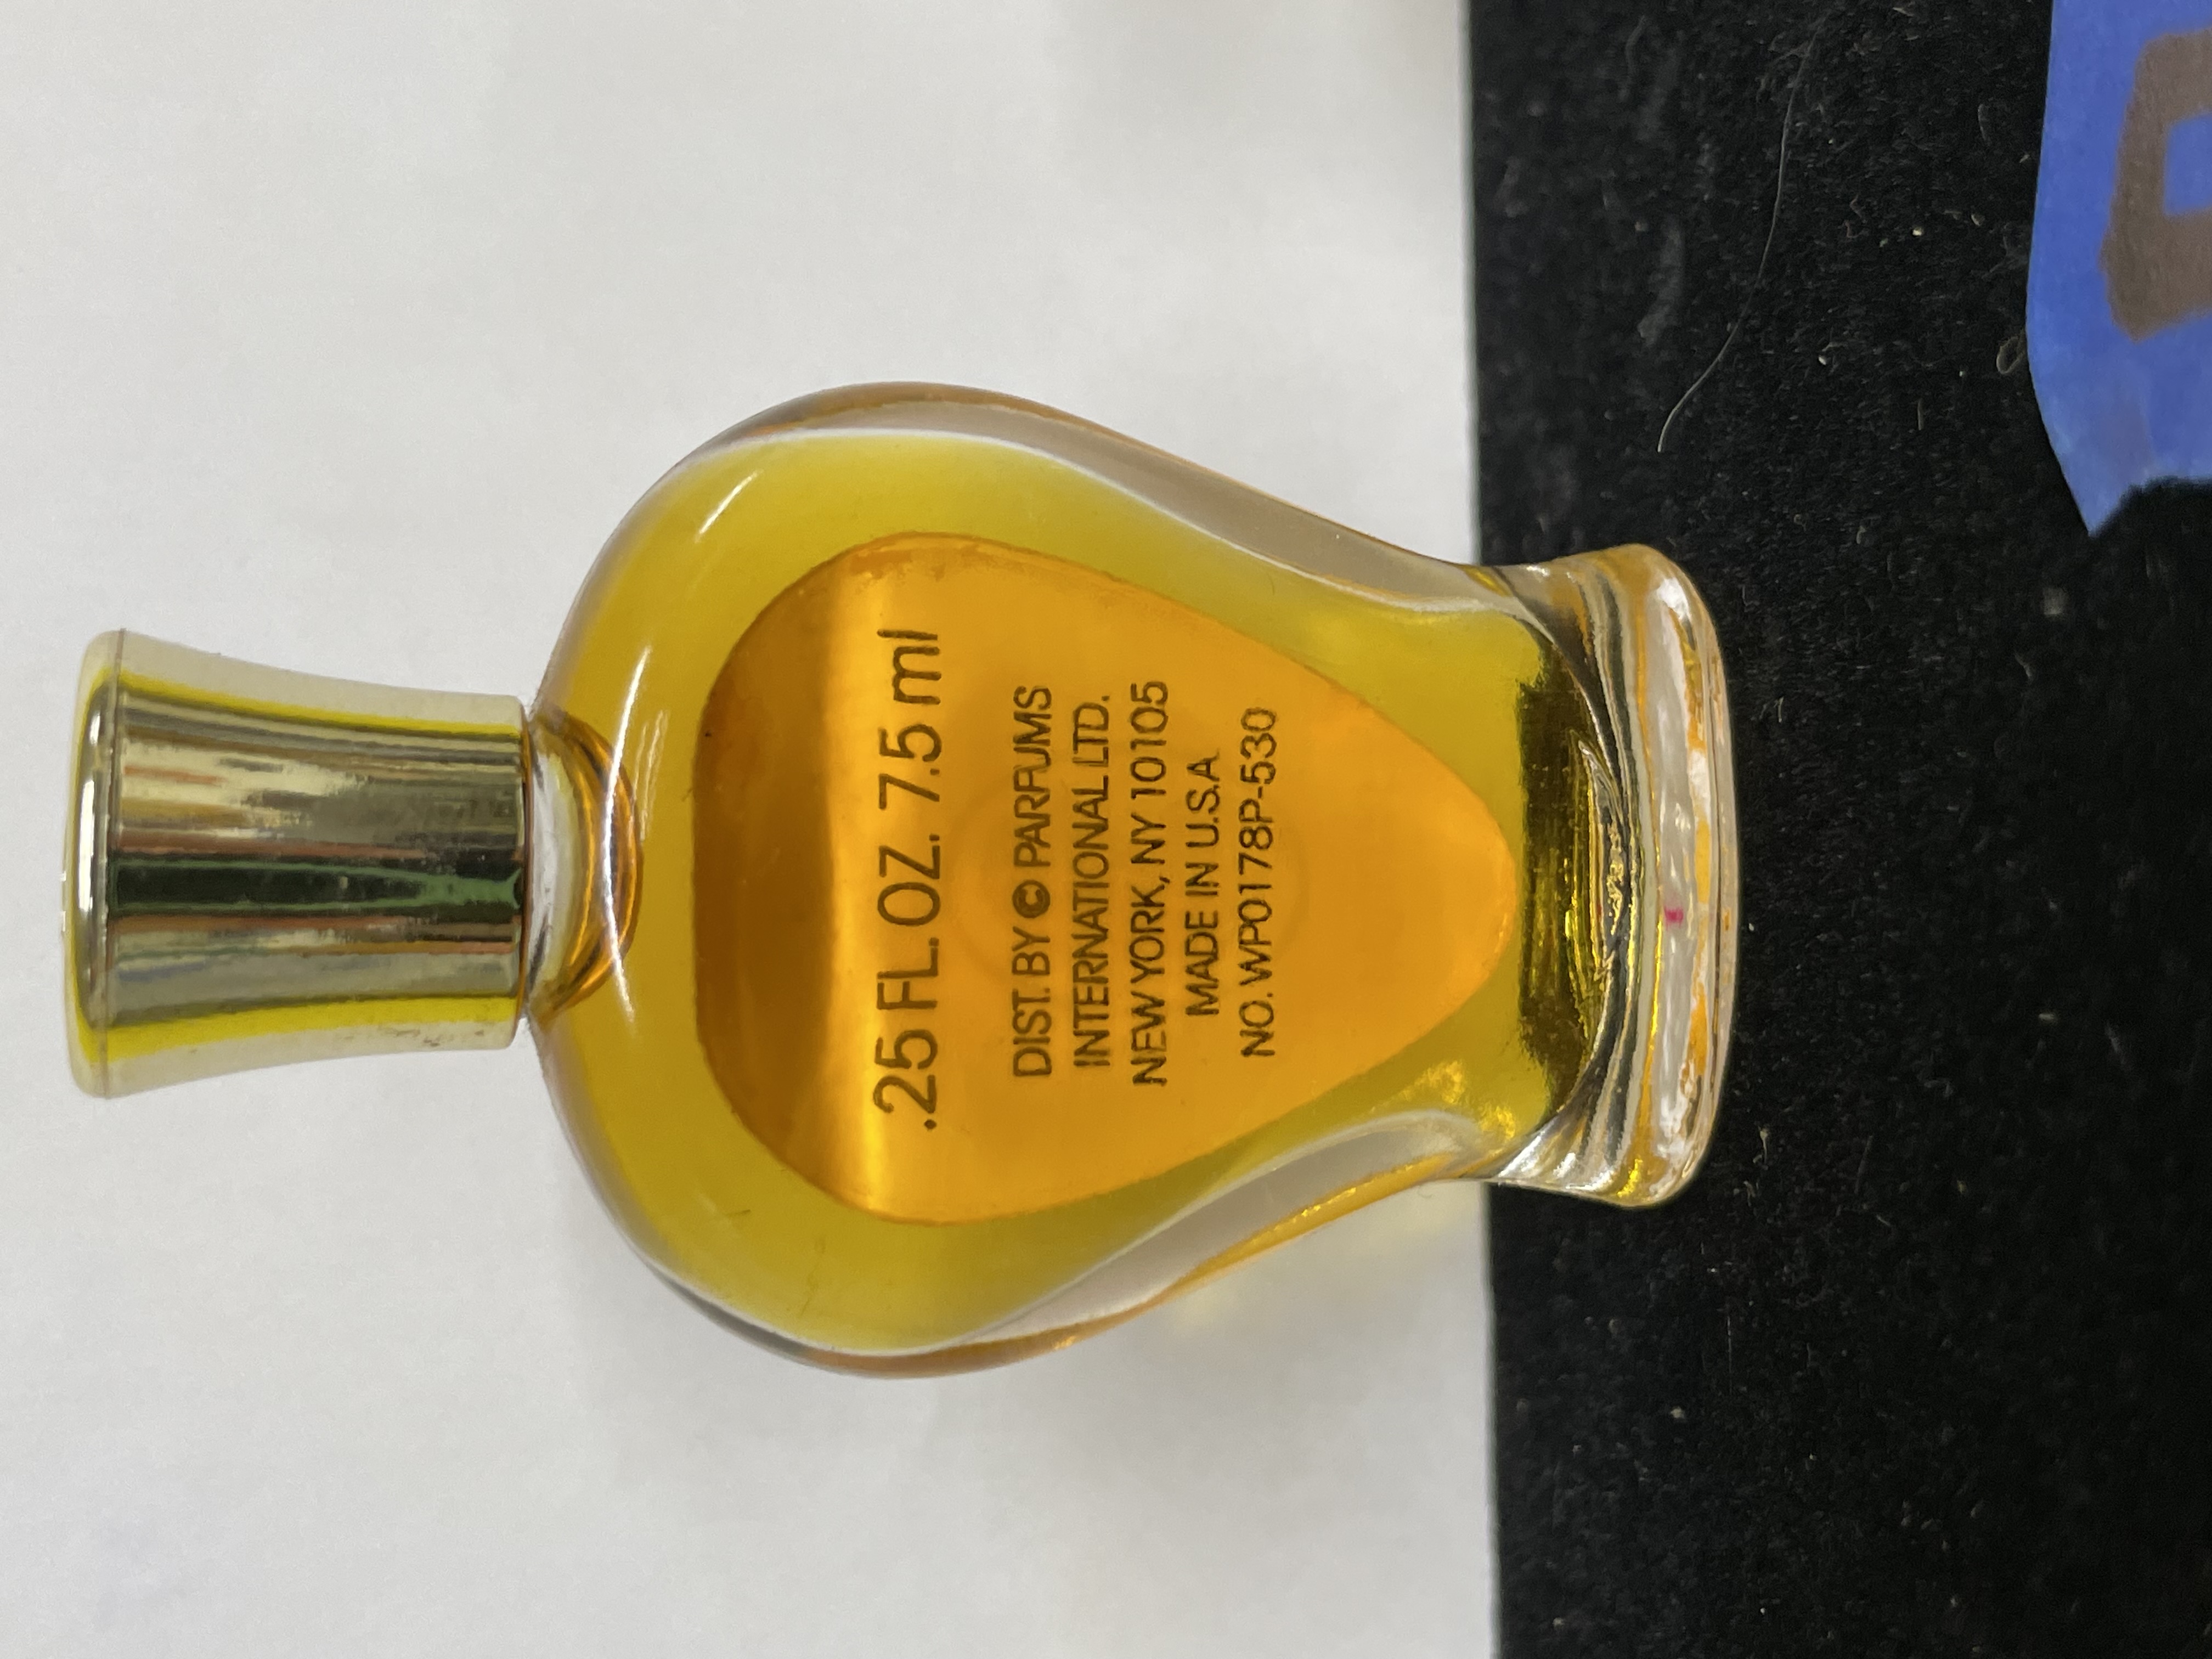 .25 FL. OZ. 7.5 ml
DIST. BY © PARFUMS
INTERNATIONAL LTD.
NEW YORK, NY 10105
MADE IN U.S.A.
NO. WP0178P-530